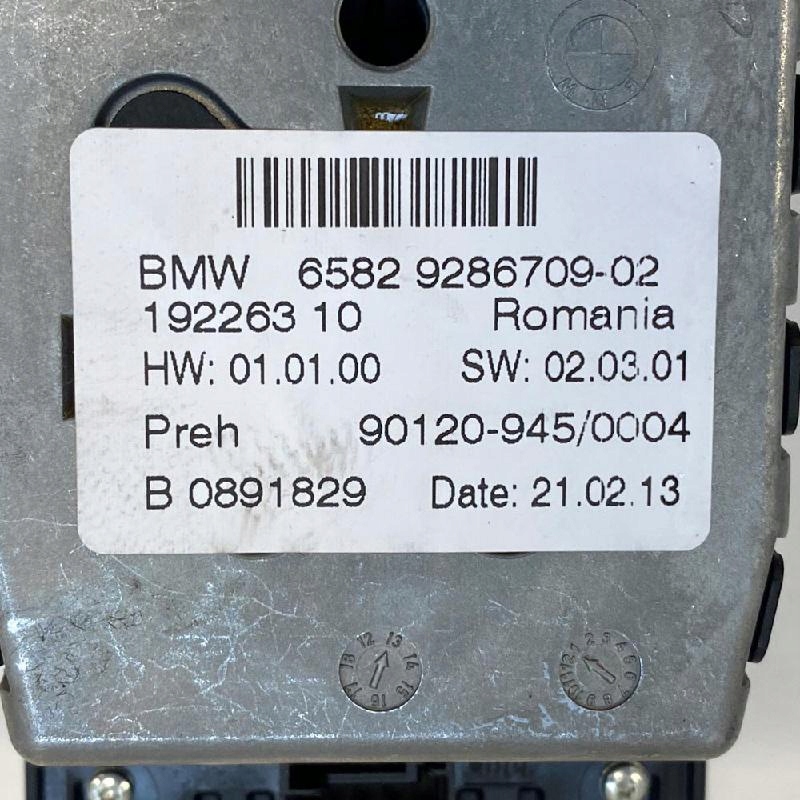 BMW 6582 9286709-02
192263 10 Romania
HW: 01.01.00 SW: 02.03.01
Preh 90120-945/0004
B 0891829 Date: 21.02.13